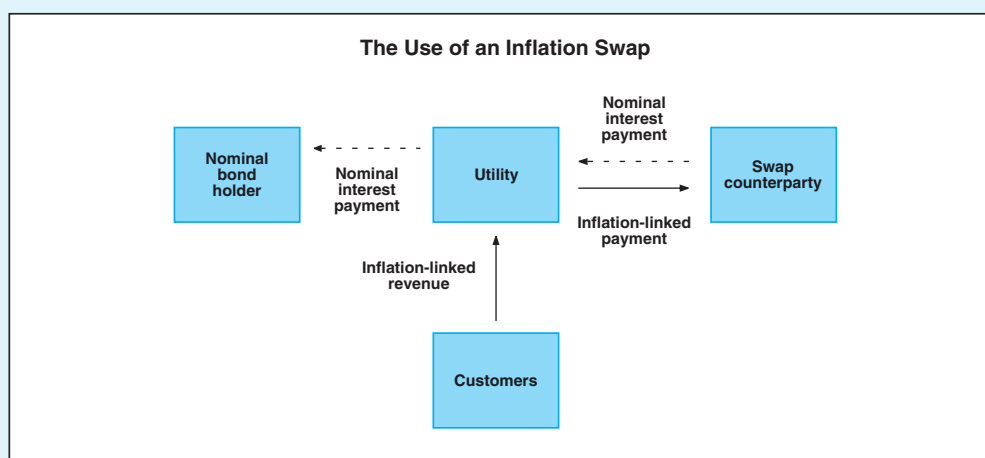 The Use of an Inflation Swap
Nominal
interest
payment
Nominal
bond
holder
Nominal
interest
payment
Utility
Swap
counterparty
Inflation-linked
payment
Inflation-linked
revenue
Customers